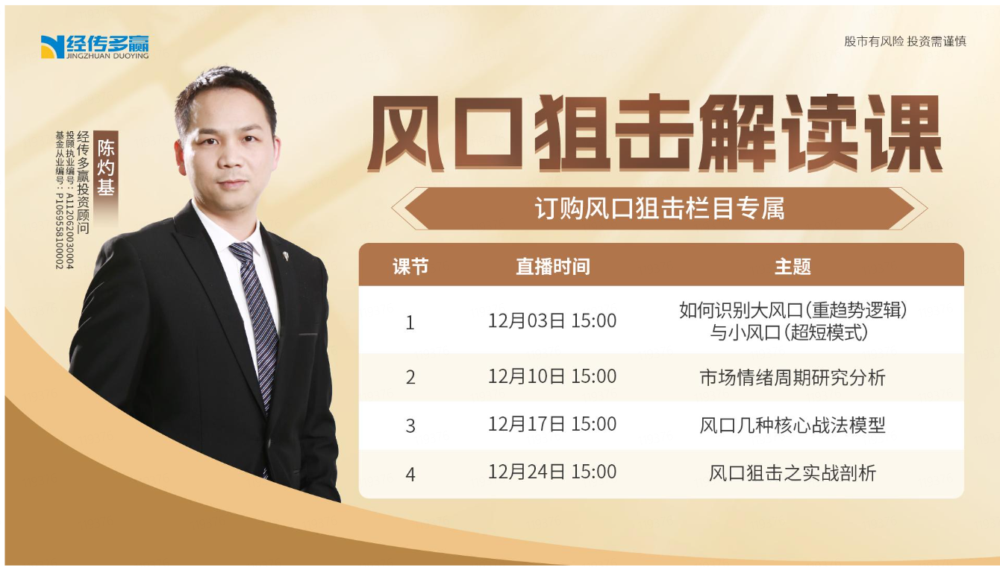 经传多赢
JINGZHUAN DUOYING
股市有风险 投资需谨慎
陈灼基
经传多赢投资顾问
投顾执业编号：A1120620030004
基金从业编号：P1069558100002
风口狙击解读课
订购风口狙击栏目专属
课节 直播时间 主题
1 12月03日 15:00 如何识别大风口（重趋势逻辑）
与小风口（超短模式）
2 12月10日 15:00 市场情绪周期研究分析
3 12月17日 15:00 风口几种核心战法模型
4 12月24日 15:00 风口狙击之实战剖析